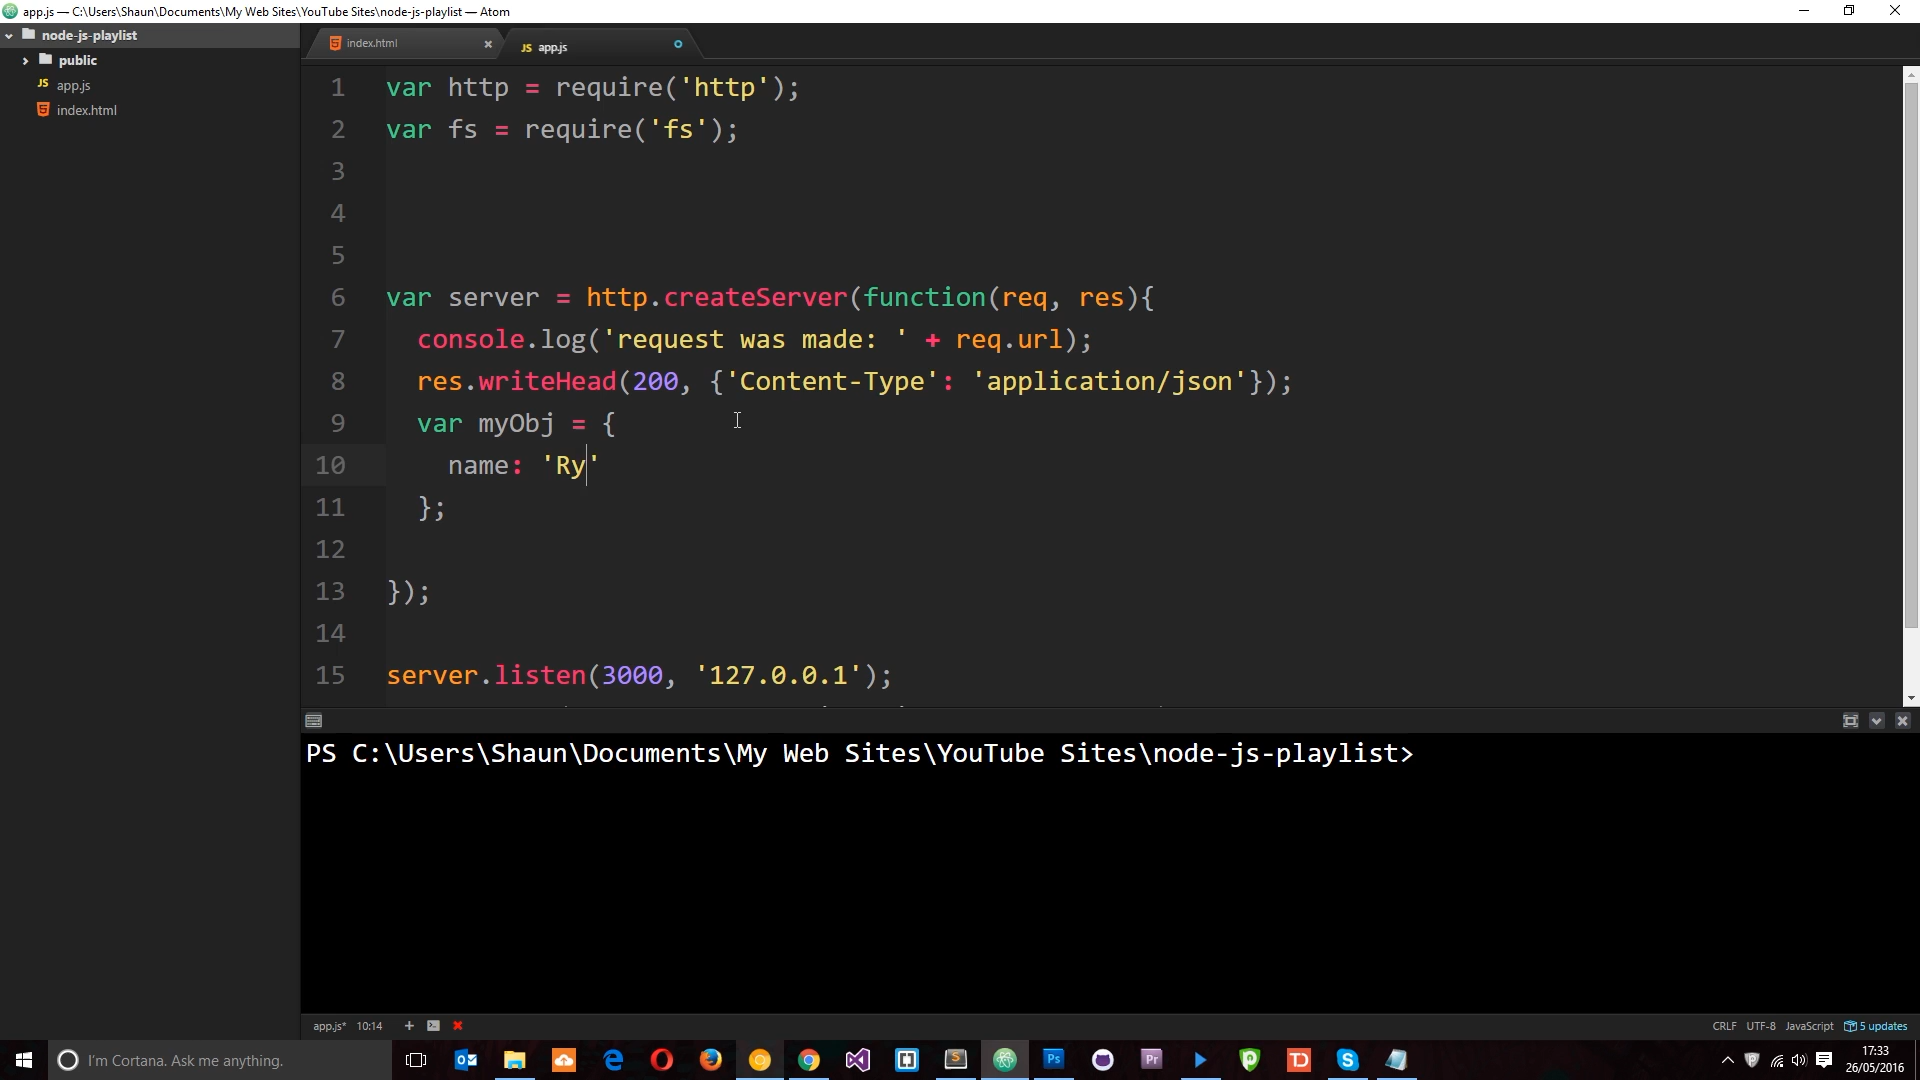 app.js — C:\Users\Shaun\Documents\My Web Sites\YouTube Sites\node-js-playlist — Atom
node-js-playlist
public
JS app.js
index.html
index.html
JS app.js
1 var http = require('http');
2 var fs = require('fs');
3
4
5
6 var server = http.createServer(function(req, res){
7 console.log('request was made: ' + req.url);
8 res.writeHead(200, {'Content-Type': 'application/json'});
9 var myObj = {
10 name: 'Ry'
11 };
12
13 });
14
15 server.listen(3000, '127.0.0.1');
PS C:\Users\Shaun\Documents\My Web Sites\YouTube Sites\node-js-playlist>
app.js* 10:14
CRLF UTF-8 JavaScript 5 updates
I'm Cortana. Ask me anything.
Ps
Pr
TD
17:33
26/05/2016